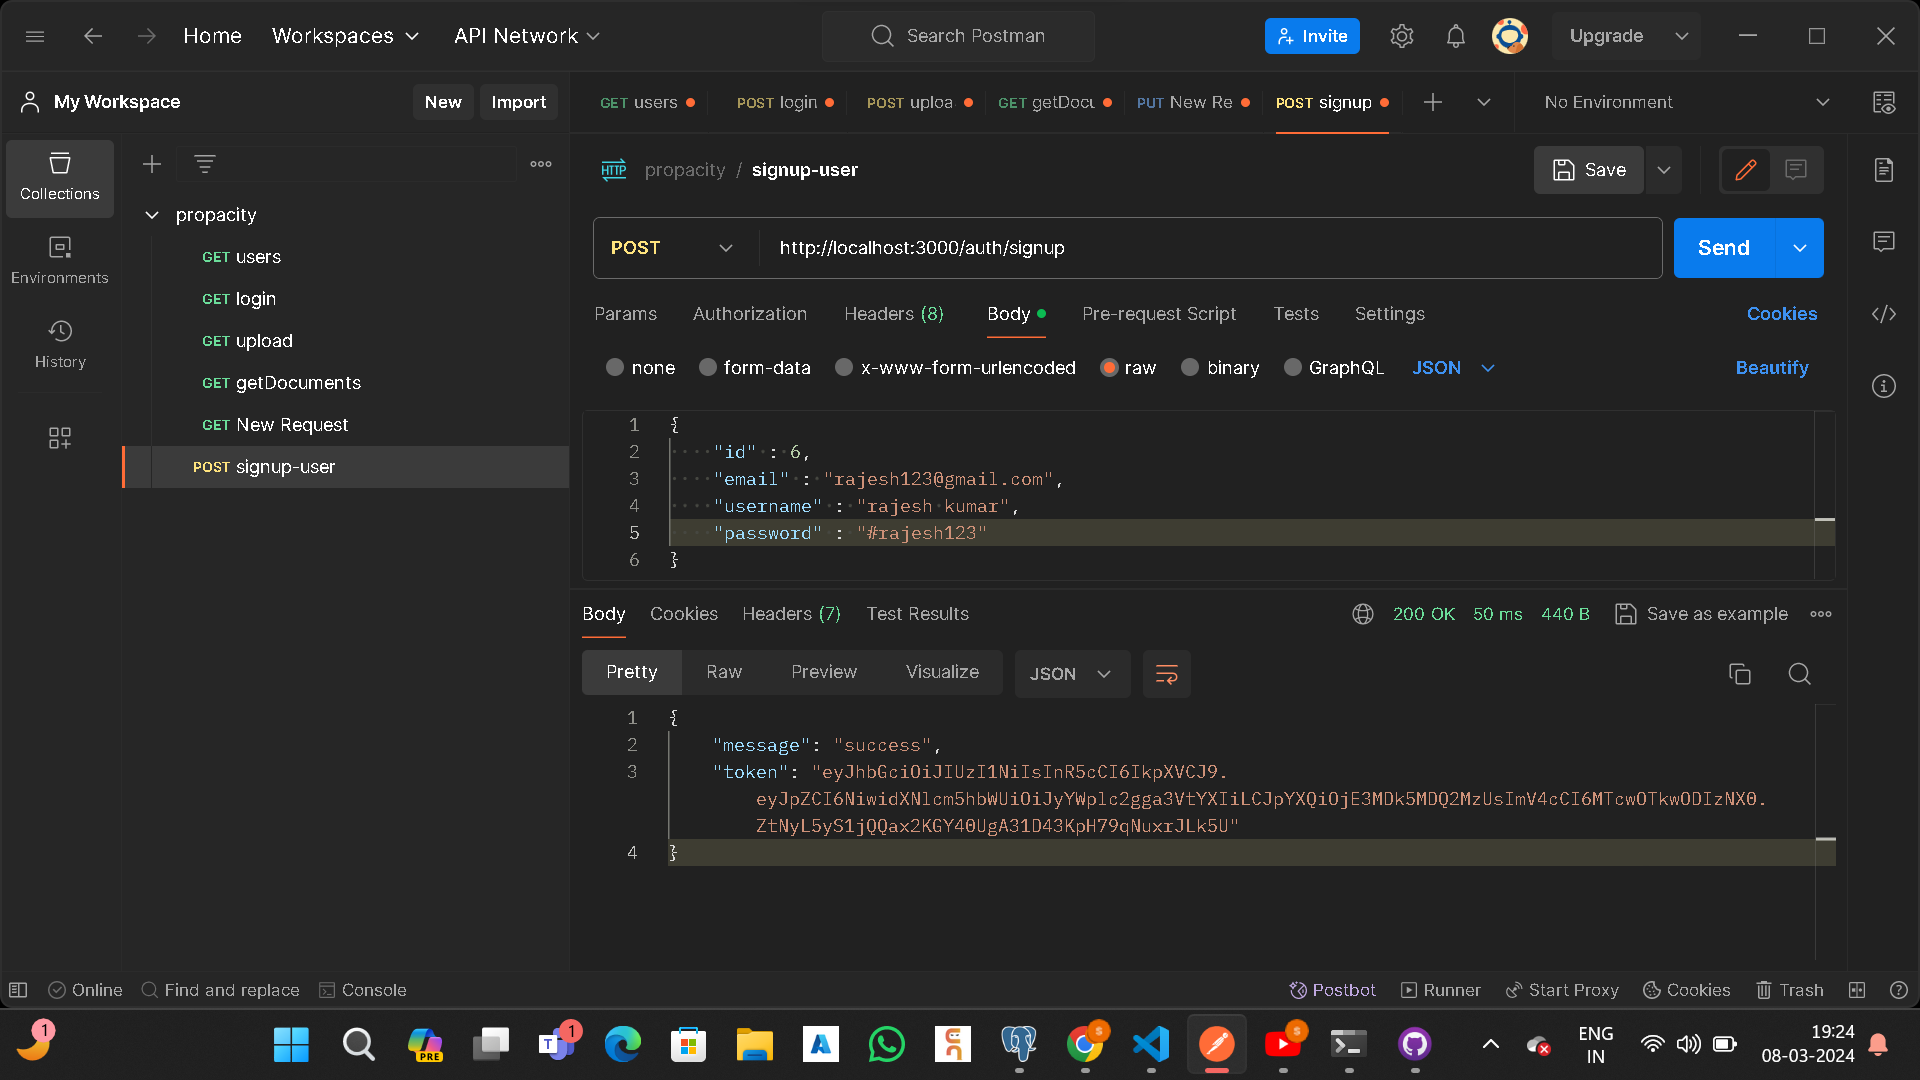 Home Workspaces API Network Search Postman Invite Upgrade
My Workspace New Import
GET users POST login POST uploa GET getDocu PUT New Re POST signup No Environment
Collections
Environments
History
propacity
GET users
GET login
GET upload
GET getDocuments
GET New Request
POST signup-user
HTTP propacity / signup-user Save
POST http://localhost:3000/auth/signup Send
Params Authorization Headers (8) Body Pre-request Script Tests Settings Cookies
none form-data x-www-form-urlencoded raw binary GraphQL JSON Beautify
1 {
2 "id" : 6,
3 "email" : "rajesh123@gmail.com",
4 "username" : "rajesh kumar",
5 "password" : "#rajesh123"
6 }
Body Cookies Headers (7) Test Results 200 OK 50 ms 440 B Save as example
Pretty Raw Preview Visualize JSON
1 {
2 "message": "success",
3 "token": "eyJhbGciOiJIUzI1NiIsInR5cCI6IkpXVCJ9.
eyJpZCI6NiwidXNlcm5hbWUiOiJyYWplc2gga3VtYXIiLCJpYXQiOjE3MDk5MDQ2MzUsImV4cCI6MTcwOTkwODIzNX0.
ZtNyL5yS1jQQax2KGY40UgA31D43KpH79qNuxrJLk5U"
4 }
Online Find and replace Console Postbot Runner Start Proxy Cookies Trash
1 PRE 1 T A S S ENG 19:24
IN 08-03-2024